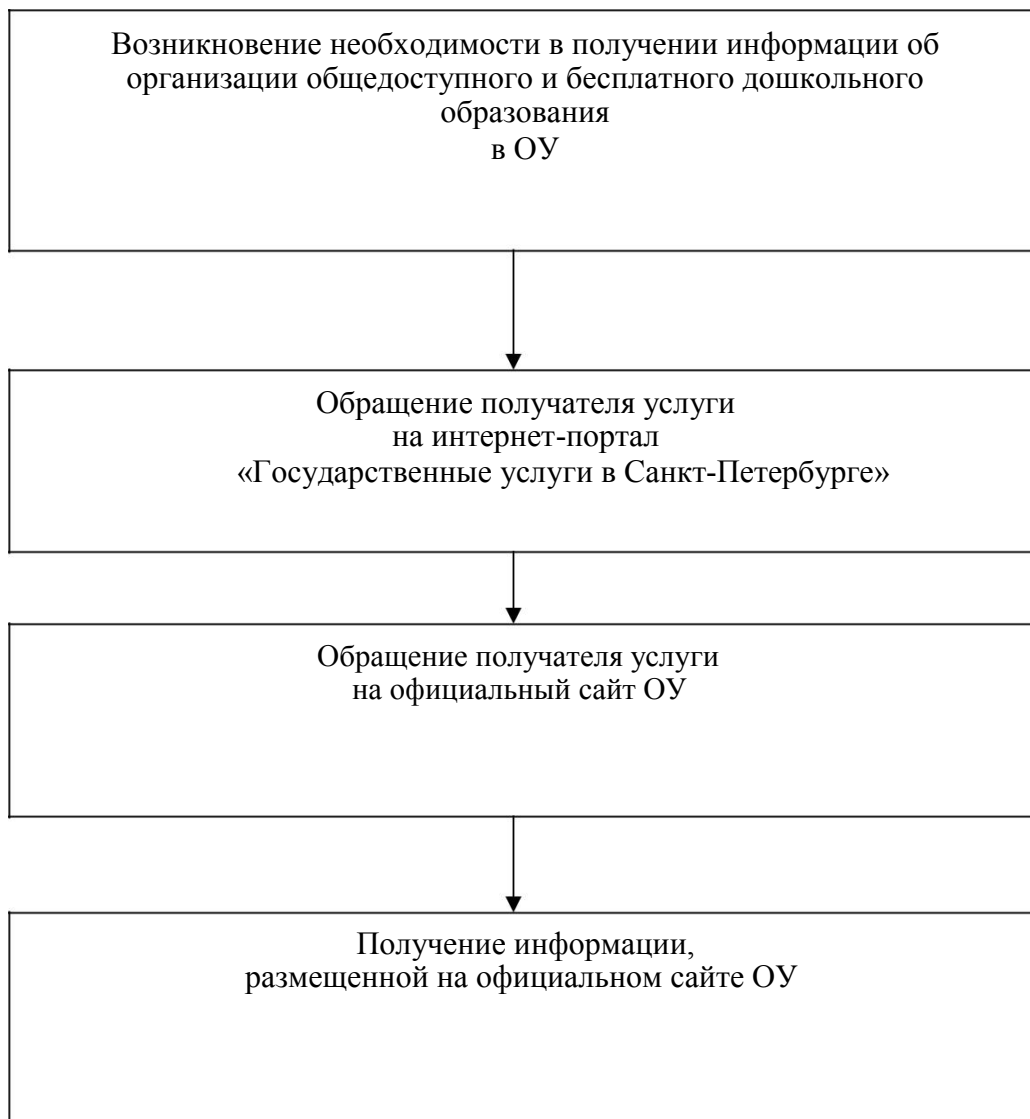 Возникновение необходимости в получении информации об
организации общедоступного и бесплатного дошкольного
образования
в ОУ
Обращение получателя услуги
на интернет-портал
«Государственные услуги в Санкт-Петербурге»
Обращение получателя услуги
на официальный сайт ОУ
Получение информации,
размещенной на официальном сайте ОУ